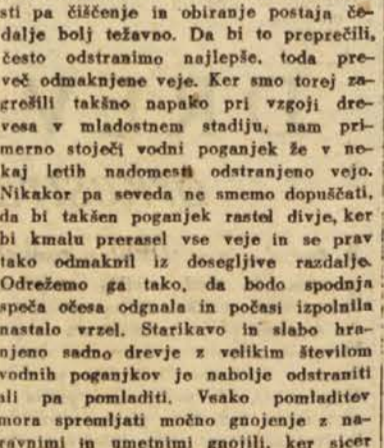 sti pa čiščenje in obiranje postaja če-
dalje bolj težavno. Da bi to preprečili,
često odstranimo najlepše, toda pre-
več odmaknjene veje. Ker smo torej za-
grešili takšno napako pri vzgoji dre-
vesa v mladostnem stadiju, nam pri-
merno stoječi vodni poganjek že v ne-
kaj letih nadomesti odstranjeno vejo.
Nikakor pa seveda ne smemo dopuščati,
da bi takšen poganjek rastel divje, ker
bi kmalu prerasel vse veje in se prav
tako odmaknil iz dosegljive razdalje.
Odrežemo ga tako, da bodo spodnja
speča očesa odgnala in počasi izpolnila
nastalo vrzel. Starikavo in slabo hra-
njeno sadno drevje z velikim številom
vodnih poganjkov je nabolje odstraniti
ali pa pomladiti. Vsako pomladitev
mora spremljati močno gnojenje z na-
ravnimi in umetnimi gnojili, ker sicer